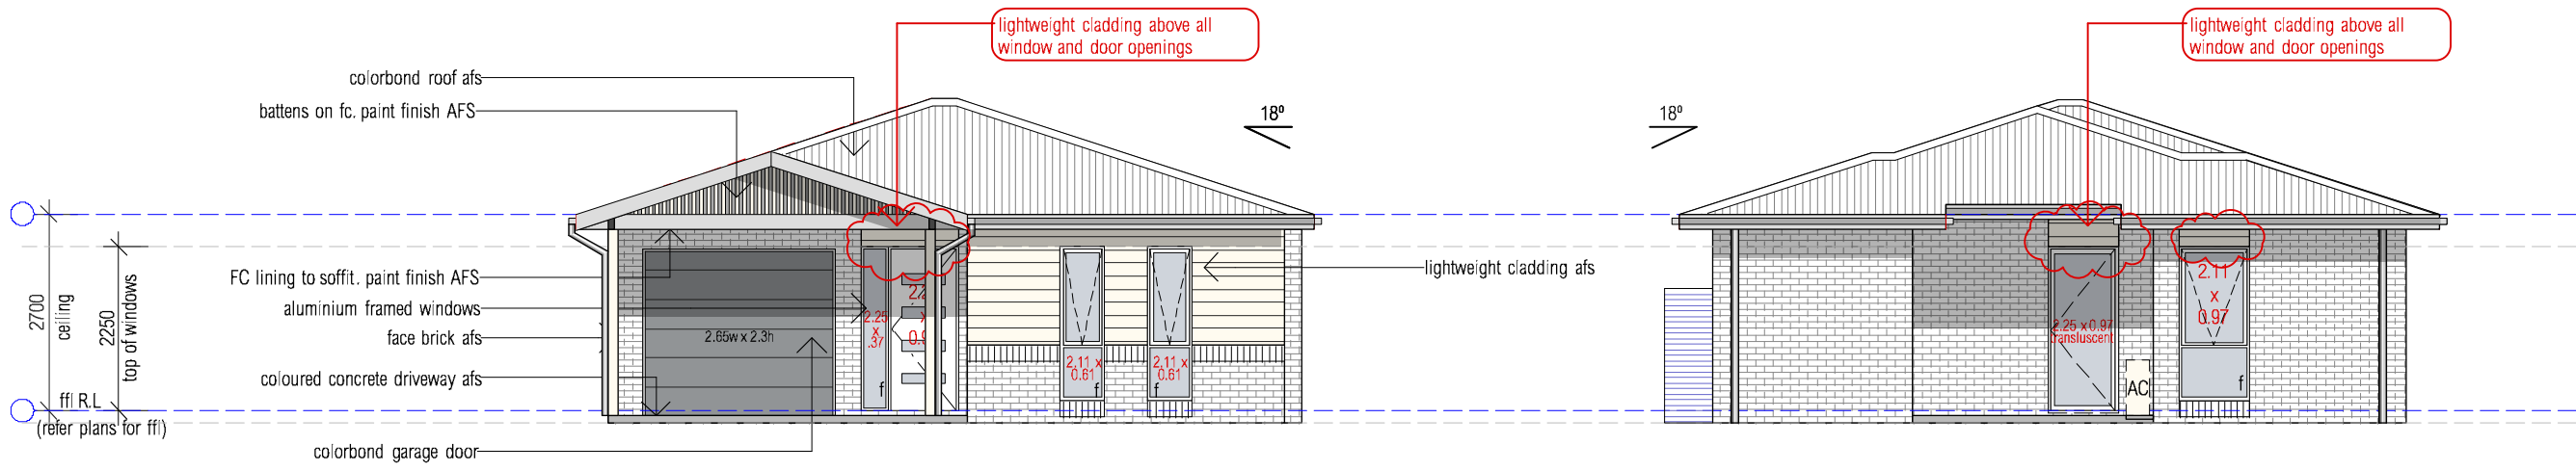 lightweight cladding above all
window and door openings
lightweight cladding above all
window and door openings
colorbond roof afs
battens on fc. paint finish AFS
18º
18º
FC lining to soffit. paint finish AFS
aluminium framed windows
face brick afs
coloured concrete driveway afs
colorbond garage door
lightweight cladding afs
2700
ceiling
2250
top of windows
ffl R.L
(refer plans for ffl)
2.65w x 2.3h
2.25
x
.37
f
x
2.11 x
0.61
f
2.11 x
0.61
f
2.25 x 0.97
transluscent
AC
2.11
x
0.97
f